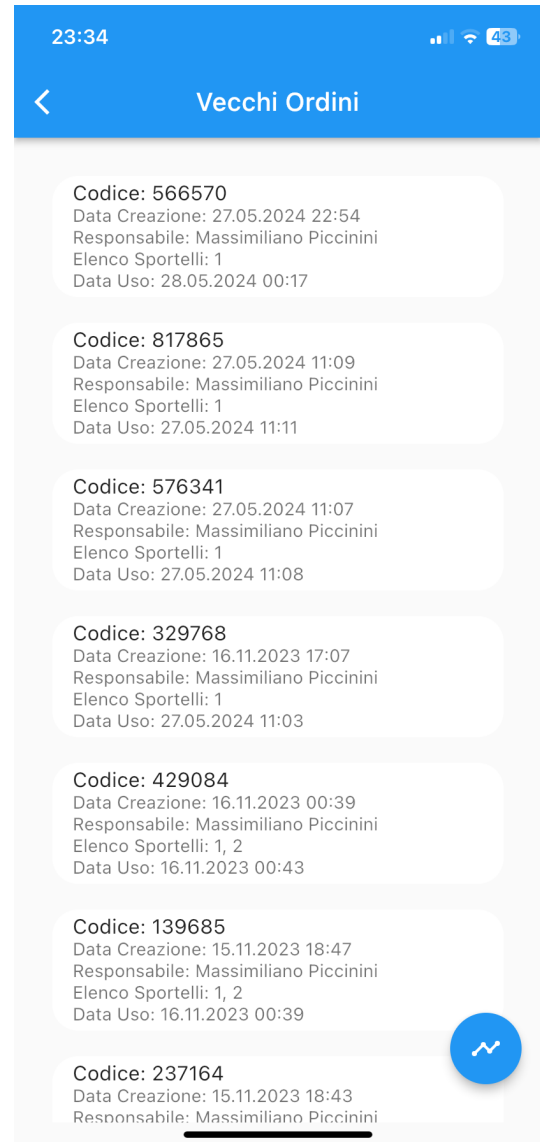 23:34
43
Vecchi Ordini
Codice: 566570
Data Creazione: 27.05.2024 22:54
Responsabile: Massimiliano Piccinini
Elenco Sportelli: 1
Data Uso: 28.05.2024 00:17
Codice: 817865
Data Creazione: 27.05.2024 11:09
Responsabile: Massimiliano Piccinini
Elenco Sportelli: 1
Data Uso: 27.05.2024 11:11
Codice: 576341
Data Creazione: 27.05.2024 11:07
Responsabile: Massimiliano Piccinini
Elenco Sportelli: 1
Data Uso: 27.05.2024 11:08
Codice: 329768
Data Creazione: 16.11.2023 17:07
Responsabile: Massimiliano Piccinini
Elenco Sportelli: 1
Data Uso: 27.05.2024 11:03
Codice: 429084
Data Creazione: 16.11.2023 00:39
Responsabile: Massimiliano Piccinini
Elenco Sportelli: 1, 2
Data Uso: 16.11.2023 00:43
Codice: 139685
Data Creazione: 15.11.2023 18:47
Responsabile: Massimiliano Piccinini
Elenco Sportelli: 1, 2
Data Uso: 16.11.2023 00:39
Codice: 237164
Data Creazione: 15.11.2023 18:43
Responsabile: Massimiliano Piccinini